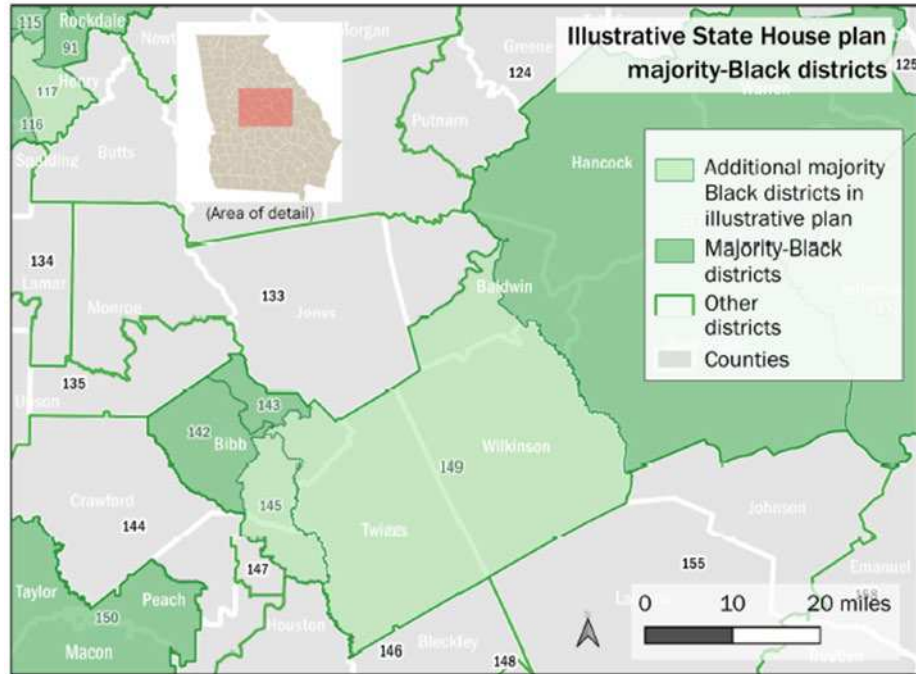 Illustrative State House plan
majority-Black districts
Additional majority
Black districts in
illustrative plan
Majority-Black
districts
Other
districts
Counties
(Area of detail)
0 10 20 miles
115
Rockdale
91
Henry
117
116
Spalding
Butts
Morgan
Greene
124
125
Putnam
Hancock
134
Lamar
Monroe
133
Jones
Baldwin
135
143
142
Bibb
Wilkinson
149
145
Crawford
144
Twiggs
Johnson
147
155
Taylor
Peach
150
Houston
Emanuel
Macon
146
Bleckley
148